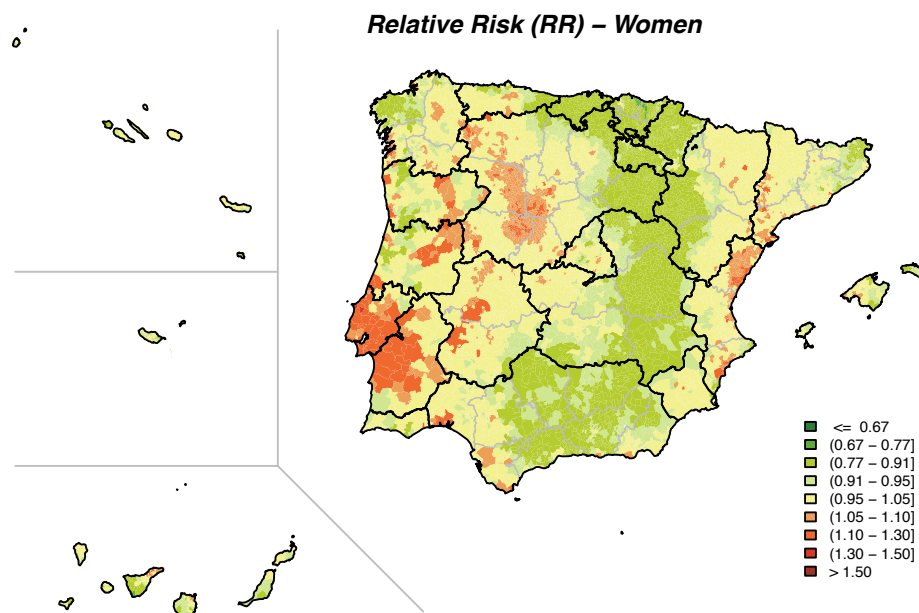 Relative Risk (RR) – Women
<= 0.67
(0.67 – 0.77]
(0.77 – 0.91]
(0.91 – 0.95]
(0.95 – 1.05]
(1.05 – 1.10]
(1.10 – 1.30]
(1.30 – 1.50]
> 1.50